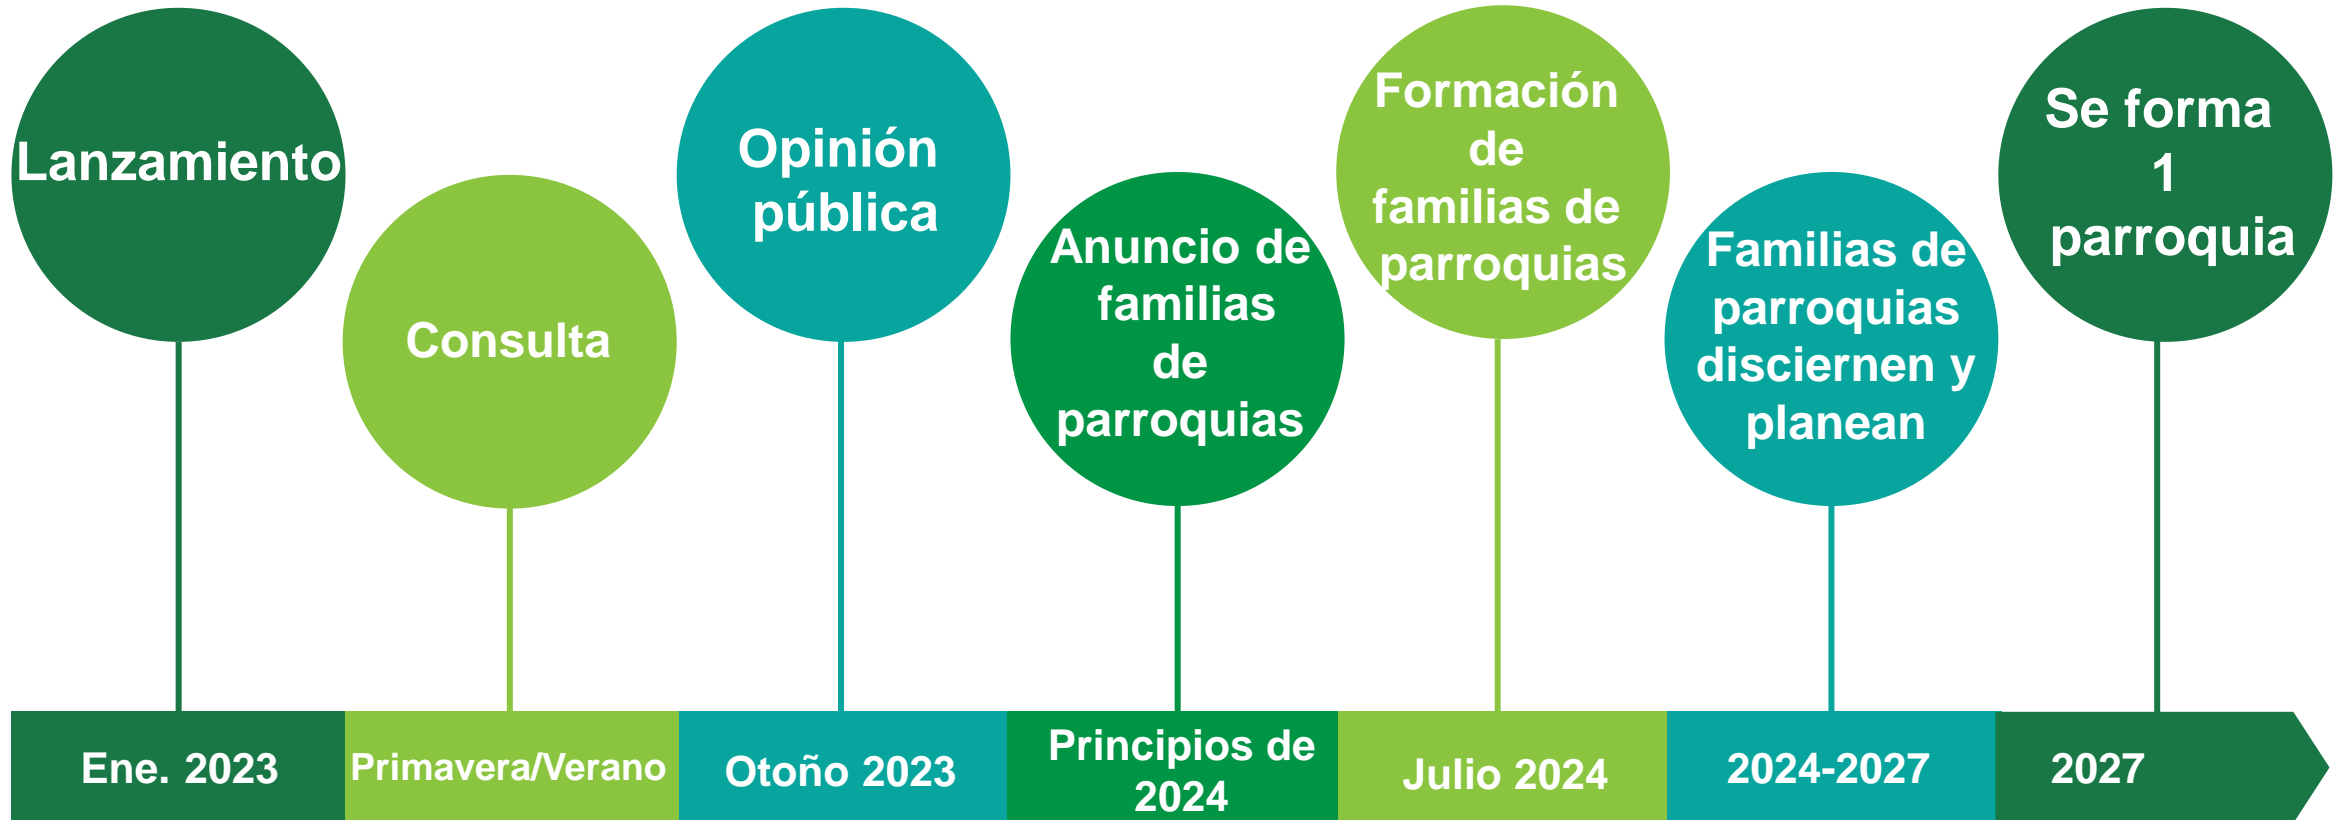 Lanzamiento
Consulta
Opinión
pública
Anuncio de
familias
de
parroquias
Formación
de
familias de
parroquias
Familias de
parroquias
disciernen y
planean
Se forma
1
parroquia
Ene. 2023
Primavera/Verano
Otoño 2023
Principios de
2024
Julio 2024
2024-2027
2027